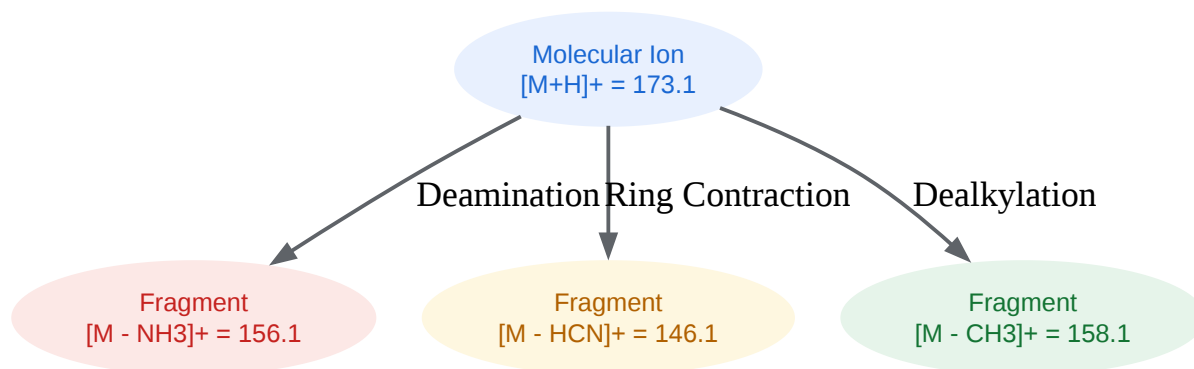 Molecular Ion
[M+H]+ = 173.1
Deamination
Ring Contraction
Dealkylation
Fragment
[M - NH3]+ = 156.1
Fragment
[M - HCN]+ = 146.1
Fragment
[M - CH3]+ = 158.1